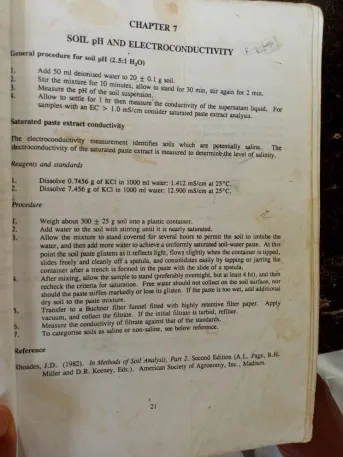 CHAPTER 7
SOIL pH AND ELECTROCONDUCTIVITY
General procedure for soil pH (2.5:1 H₂O)
1. Add 50 ml deionised water to 20 ± 0.1 g soil.
2. Stir the mixture for 10 minutes, allow to stand for 30 min, stir again for 2 min.
3. Measure the pH of the soil suspension.
4. Allow to settle for 1 hr then measure the conductivity of the supernatant liquid. For
samples with an EC > 1.0 mS/cm consider saturated paste extract analysis.
Saturated paste extract conductivity
The electroconductivity measurement identifies soils which are potentially saline. The
electroconductivity of the saturated paste extract is measured to determine the level of salinity.
Reagents and standards
1. Dissolve 0.7456 g of KCl in 1000 ml water: 1.412 mS/cm at 25°C.
2. Dissolve 7.456 g of KCl in 1000 ml water: 12.900 mS/cm at 25°C.
Procedure
1. Weigh about 300 ± 25 g soil into a plastic container.
2. Add water to the soil with stirring until it is nearly saturated.
3. Allow the mixture to stand covered for several hours to permit the soil to imbibe the
water, and then add more water to achieve a uniformly saturated soil-water paste. At this
point the soil paste glistens as it reflects light, flows slightly when the container is tipped,
slides freely and cleanly off a spatula, and consolidates easily by tapping or jarring the
container after a trench is formed in the paste with the side of a spatula.
4. After mixing, allow the sample to stand (preferably overnight, but at least 4 hr), and then
recheck the criteria for saturation. Free water should not collect on the soil surface, nor
should the paste stiffen markedly or lose its glisten. If the paste is too wet, add additional
dry soil to the paste mixture.
5. Transfer to a Buchner filter funnel fitted with highly retentive filter paper. Apply
vacuum, and collect the filtrate. If the initial filtrate is turbid, refilter.
6. Measure the conductivity of filtrate against that of the standards.
7. To categorise soils as saline or non-saline, see below reference.
Reference
Rhoades, J.D. (1982). In Methods of Soil Analysis, Part 2. Second Edition (A.L. Page, R.H.
Miller and D.R. Keeney, Eds.). American Society of Agronomy, Inc., Madison.
21